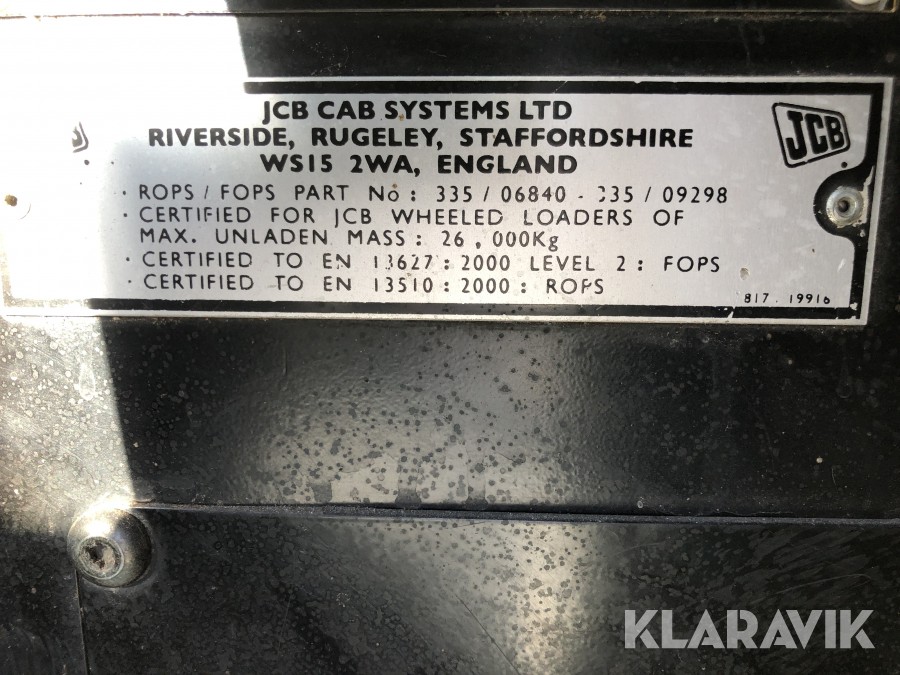 JCB CAB SYSTEMS LTD
RIVERSIDE, RUGELEY, STAFFORDSHIRE
WS15 2WA, ENGLAND
JCB
· ROPS / FOPS PART No : 335 / 06840 - 335 / 09298
· CERTIFIED FOR JCB WHEELED LOADERS OF
MAX. UNLADEN MASS : 26 , 000Kg
· CERTIFIED TO EN 13627 : 2000 LEVEL 2 : FOPS
· CERTIFIED TO EN 13510 : 2000 : ROPS
817 . 19916
KLARAVIK